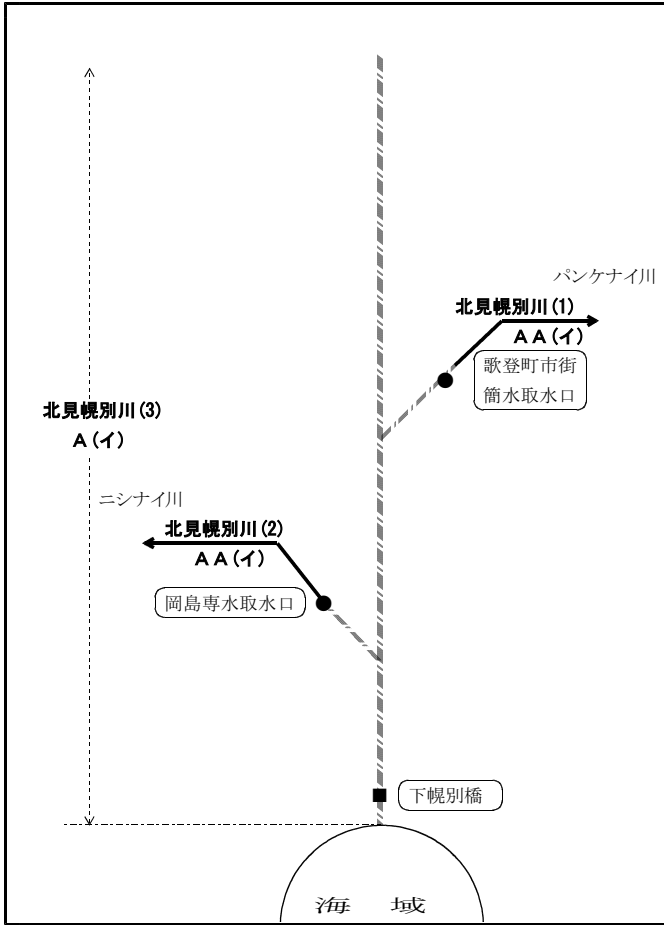 パンケナイ川
北見幌別川(1)
AA(イ)
歌登町市街
簡水取水口
北見幌別川(3)
A(イ)
ニシナイ川
北見幌別川(2)
AA(イ)
岡島専水取水口
下幌別橋
海 域